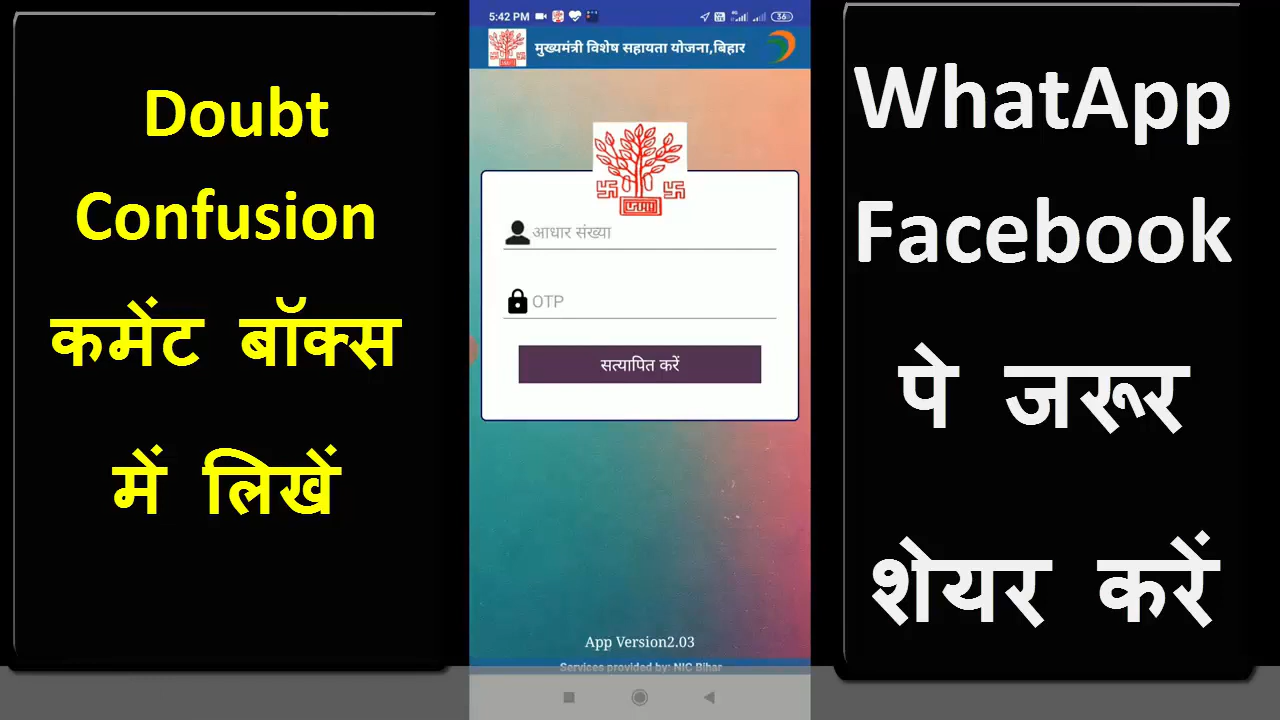 Doubt
Confusion
कमेंट बॉक्स
में लिखें
5:42 PM
36
मुख्यमंत्री विशेष सहायता योजना,बिहार
आधार संख्या
OTP
सत्यापित करें
App Version2.03
Services provided by: NIC Bihar
WhatApp
Facebook
पे जरूर
शेयर करें